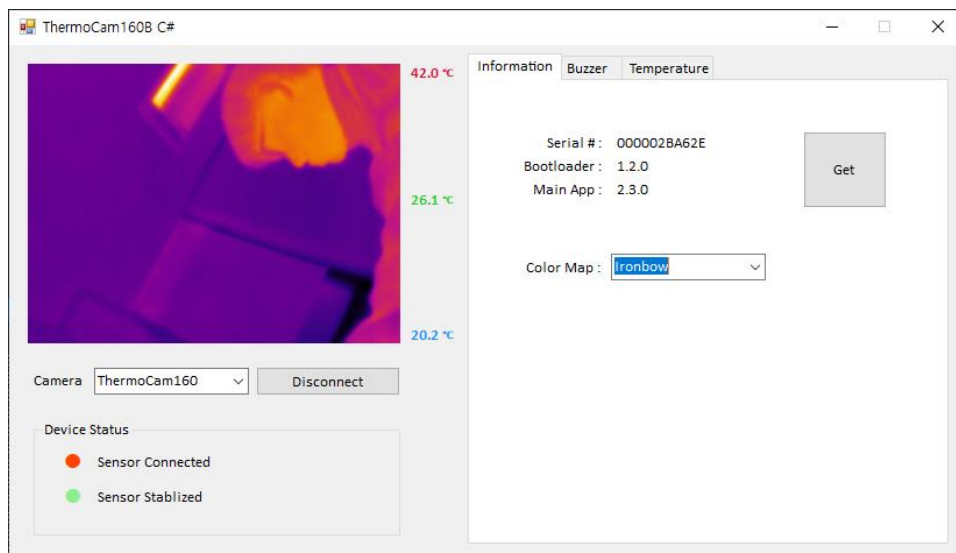 ThermoCam160B C#
42.0 ℃
26.1 ℃
20.2 ℃
Camera ThermoCam160 Disconnect
Device Status
Sensor Connected
Sensor Stablized
Information Buzzer Temperature
Serial # : 000002BA62E
Bootloader : 1.2.0
Main App : 2.3.0
Get
Color Map : Ironbow